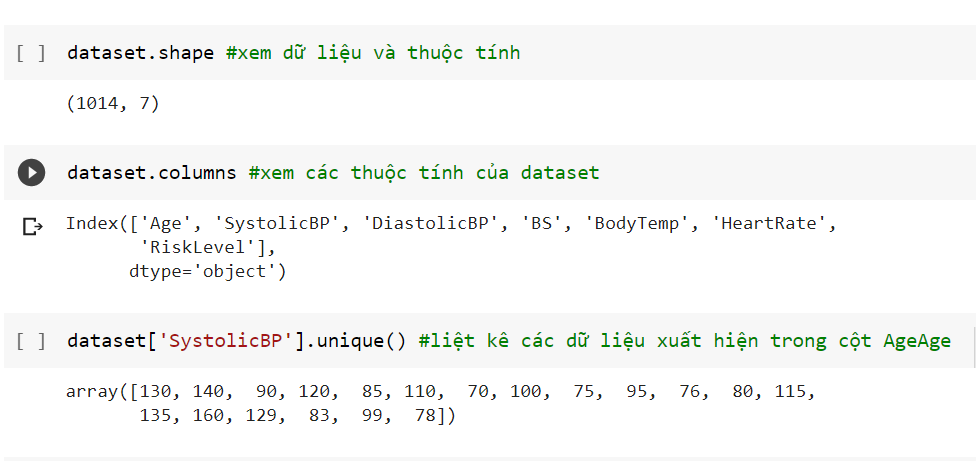 [ ] dataset.shape #xem dữ liệu và thuộc tính
(1014, 7)
dataset.columns #xem các thuộc tính của dataset
Index(['Age', 'SystolicBP', 'DiastolicBP', 'BS', 'BodyTemp', 'HeartRate',
'RiskLevel'],
dtype='object')
[ ] dataset['SystolicBP'].unique() #liệt kê các dữ liệu xuất hiện trong cột AgeAge
array([130, 140,  90, 120,  85, 110,  70, 100,  75,  95,  76,  80, 115,
135, 160, 129,  83,  99,  78])